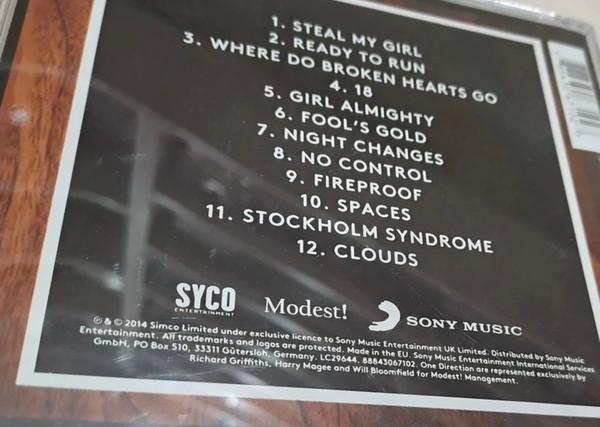 1. STEAL MY GIRL
2. READY TO RUN
3. WHERE DO BROKEN HEARTS GO
4. 18
5. GIRL ALMIGHTY
6. FOOL'S GOLD
7. NIGHT CHANGES
8. NO CONTROL
9. FIREPROOF
10. SPACES
11. STOCKHOLM SYNDROME
12. CLOUDS
SYCO
ENTERTAINMENT
Modest!
SONY MUSIC
℗ & © 2014 Simco Limited under exclusive licence to Sony Music Entertainment UK Limited. Distributed by Sony Music
Entertainment. All trademarks and logos are protected. Made in the EU. Sony Music Entertainment International Services
GmbH, PO Box 510, 33311 Gütersloh, Germany. LC29644. 88843067102. One Direction are represented exclusively by
Richard Griffiths, Harry Magee and Will Bloomfield for Modest! Management.